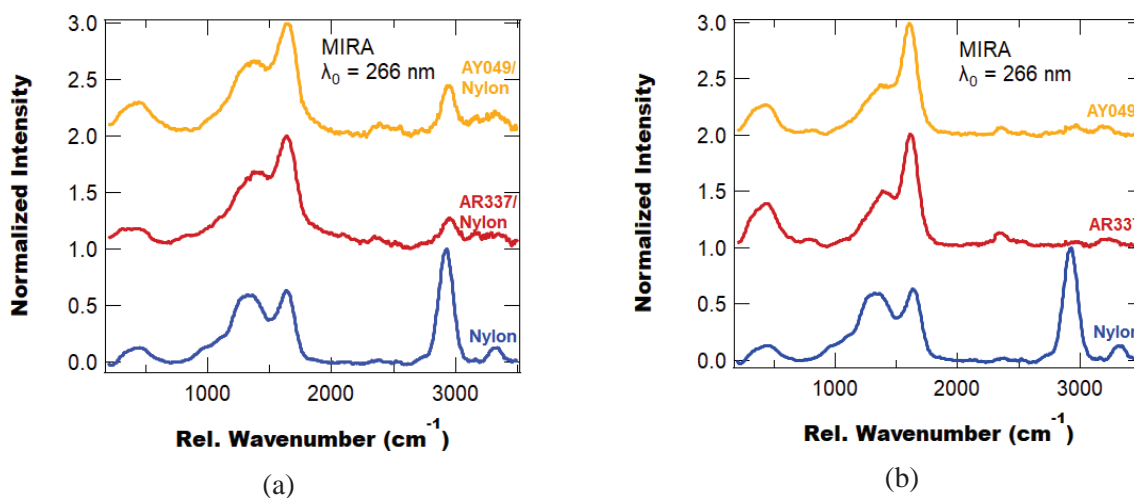 3.0
2.5
2.0
1.5
1.0
0.5
0.0
Normalized Intensity
MIRA
λ0 = 266 nm
AY049/
Nylon
AR337/
Nylon
Nylon
1000
2000
3000
Rel. Wavenumber (cm-1)
(a)
3.0
2.5
2.0
1.5
1.0
0.5
0.0
Normalized Intensity
MIRA
λ0 = 266 nm
AY049
AR337
Nylon
1000
2000
3000
Rel. Wavenumber (cm-1)
(b)